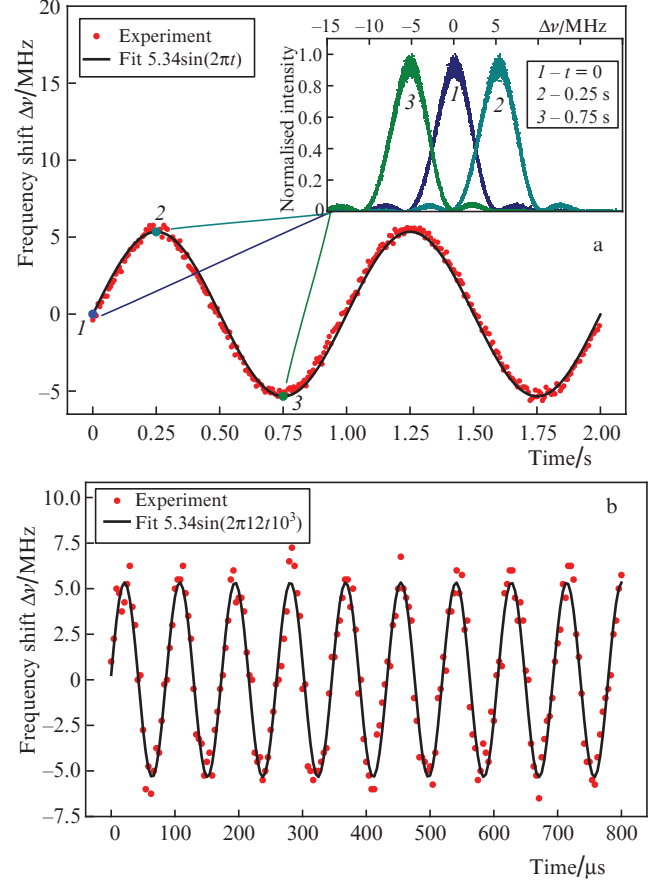 −15 −10 −5 0 5 Δν/MHz
20
15
10
5
0
−5
Frequency shift Δν/MHz
Experiment
Fit 5.34sin(2πt)
1.0
0.8
0.6
0.4
0.2
0
Normalised intensity
3 1 2
1 – t = 0
2 – 0.25 s
3 – 0.75 s
2
a
1
3
0 0.25 0.50 0.75 1.00 1.25 1.50 1.75 2.00
Time/s
10.0
7.5
5.0
2.5
0
−2.5
−5.0
−7.5
Frequency shift Δν/MHz
Experiment
Fit 5.34sin(2π12t10³)
b
0 100 200 300 400 500 600 700 800
Time/μs